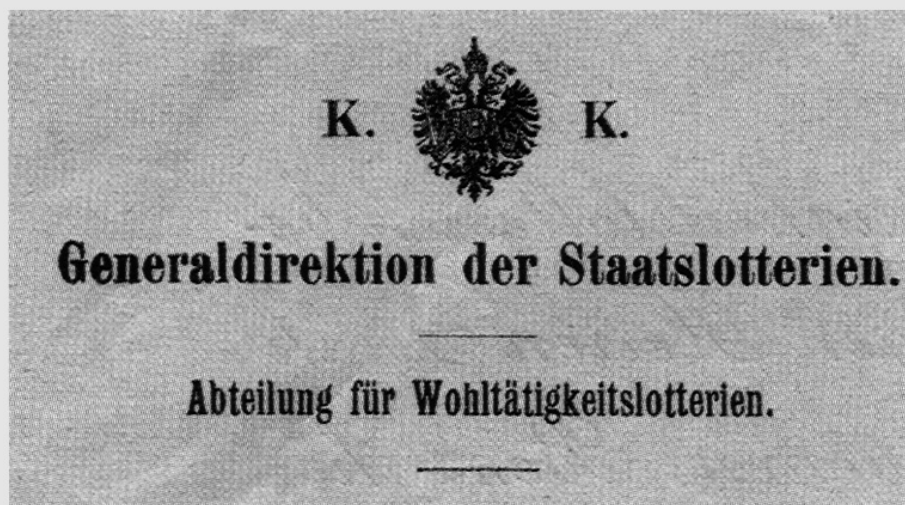 K. K.
Generaldirektion der Staatslotterien.
Abteilung für Wohltätigkeitslotterien.